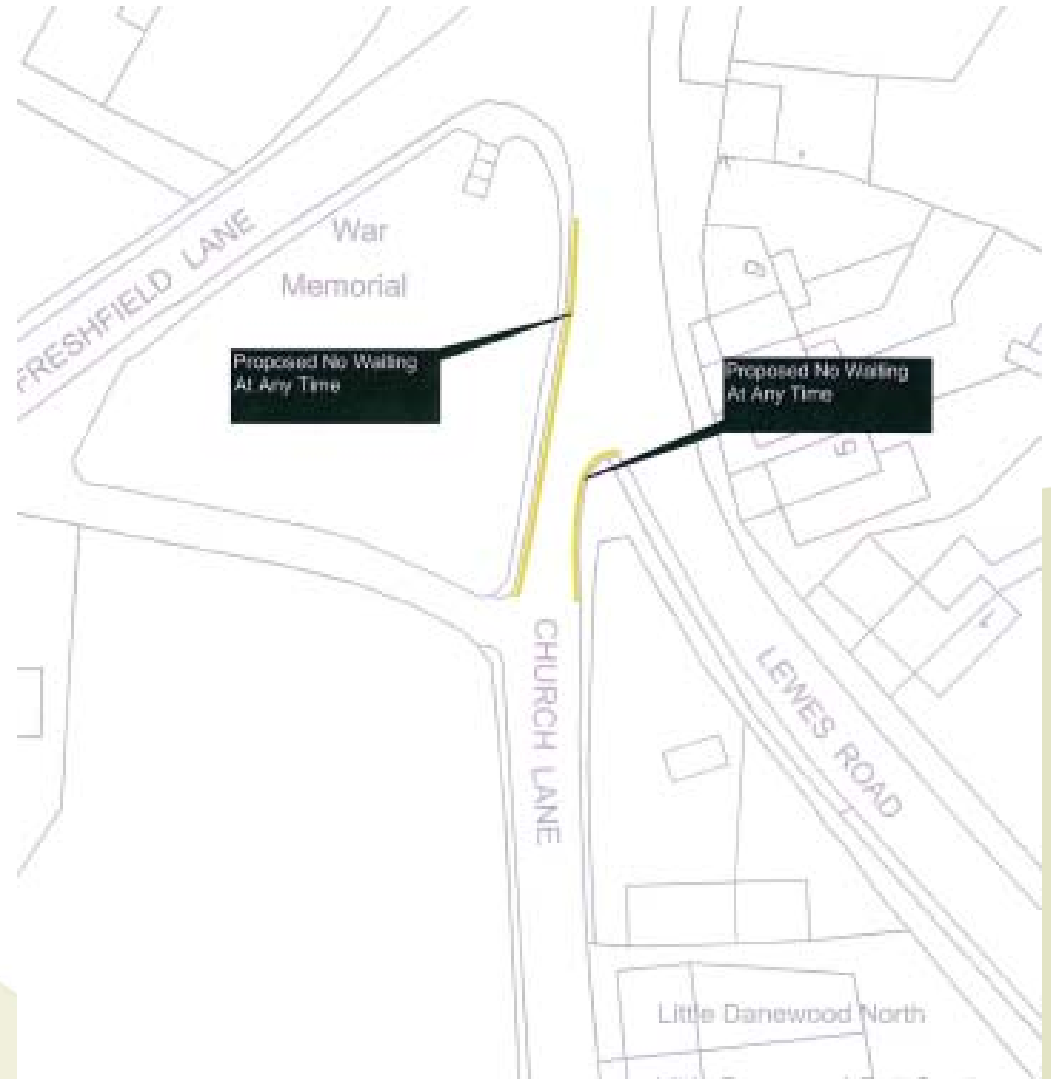 War
Memorial
FRESHFIELD LANE
Proposed No Waiting
At Any Time
Proposed No Waiting
At Any Time
CHURCH LANE
LEWES ROAD
Little Danewood North